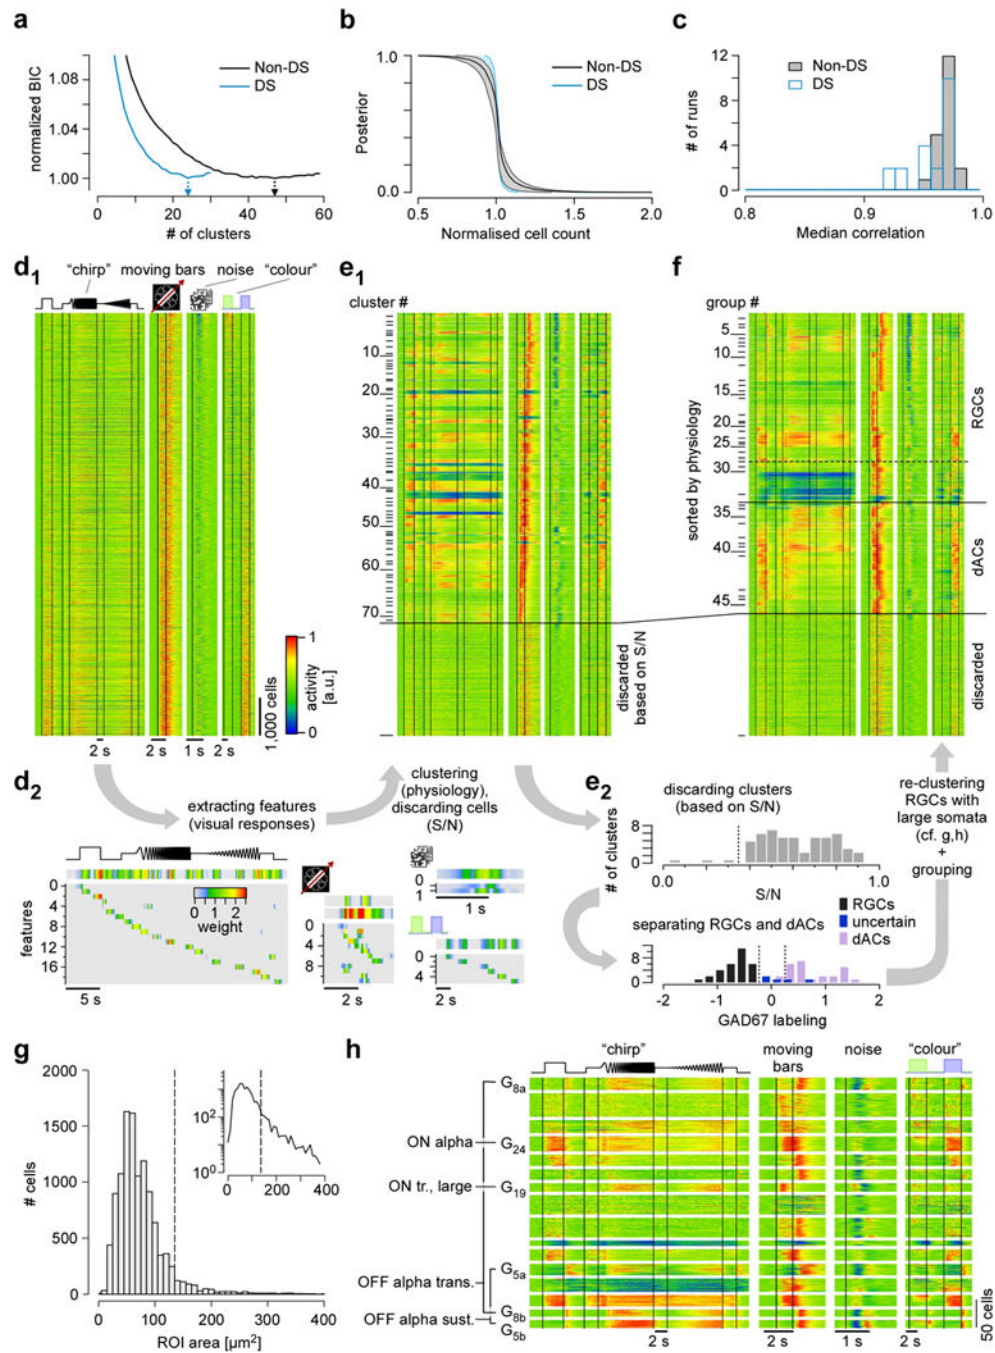 a
normalized BIC
1.08
1.04
1.00
0 20 40 60
# of clusters
Non-DS
DS
b
Posterior
1.0
0.0
0.5 1.0 1.5 2.0
Normalised cell count
Non-DS
DS
c
# of runs
12
8
4
0
0.8 0.9 1.0
Median correlation
Non-DS
DS
d1
"chirp" moving bars noise "colour"
1
activity
[a.u.]
0
1,000 cells
2 s 2 s 1 s 2 s
e1
cluster #
10
20
30
40
50
60
70
discarded
based on S/N
f
group #
5
10
15
20
25
30
35
40
45
sorted by physiology
RGCs
dACs
discarded
d2
extracting features
(visual responses)
clustering
(physiology),
discarding cells
(S/N)
features
0
4
8
12
16
0 1 2
weight
5 s
0
4
8
2 s
0
1
1 s
0
4
2 s
e2
discarding clusters
(based on S/N)
# of clusters
8
0
0.0 1.0
S/N
separating RGCs and dACs
RGCs
uncertain
dACs
8
0
-2 -1 0 1 2
GAD67 labeling
re-clustering
RGCs with
large somata
(cf. g,h)
+
grouping
g
# cells
2000
1500
1000
500
0
0 100 200 300 400
ROI area [µm²]
10²
10⁰
0 200 400
h
"chirp" moving bars noise "colour"
G8a
ON alpha G24
ON tr., large G19
OFF alpha trans. G5a
G8b
OFF alpha sust. G5b
2 s 2 s 1 s 2 s
50 cells